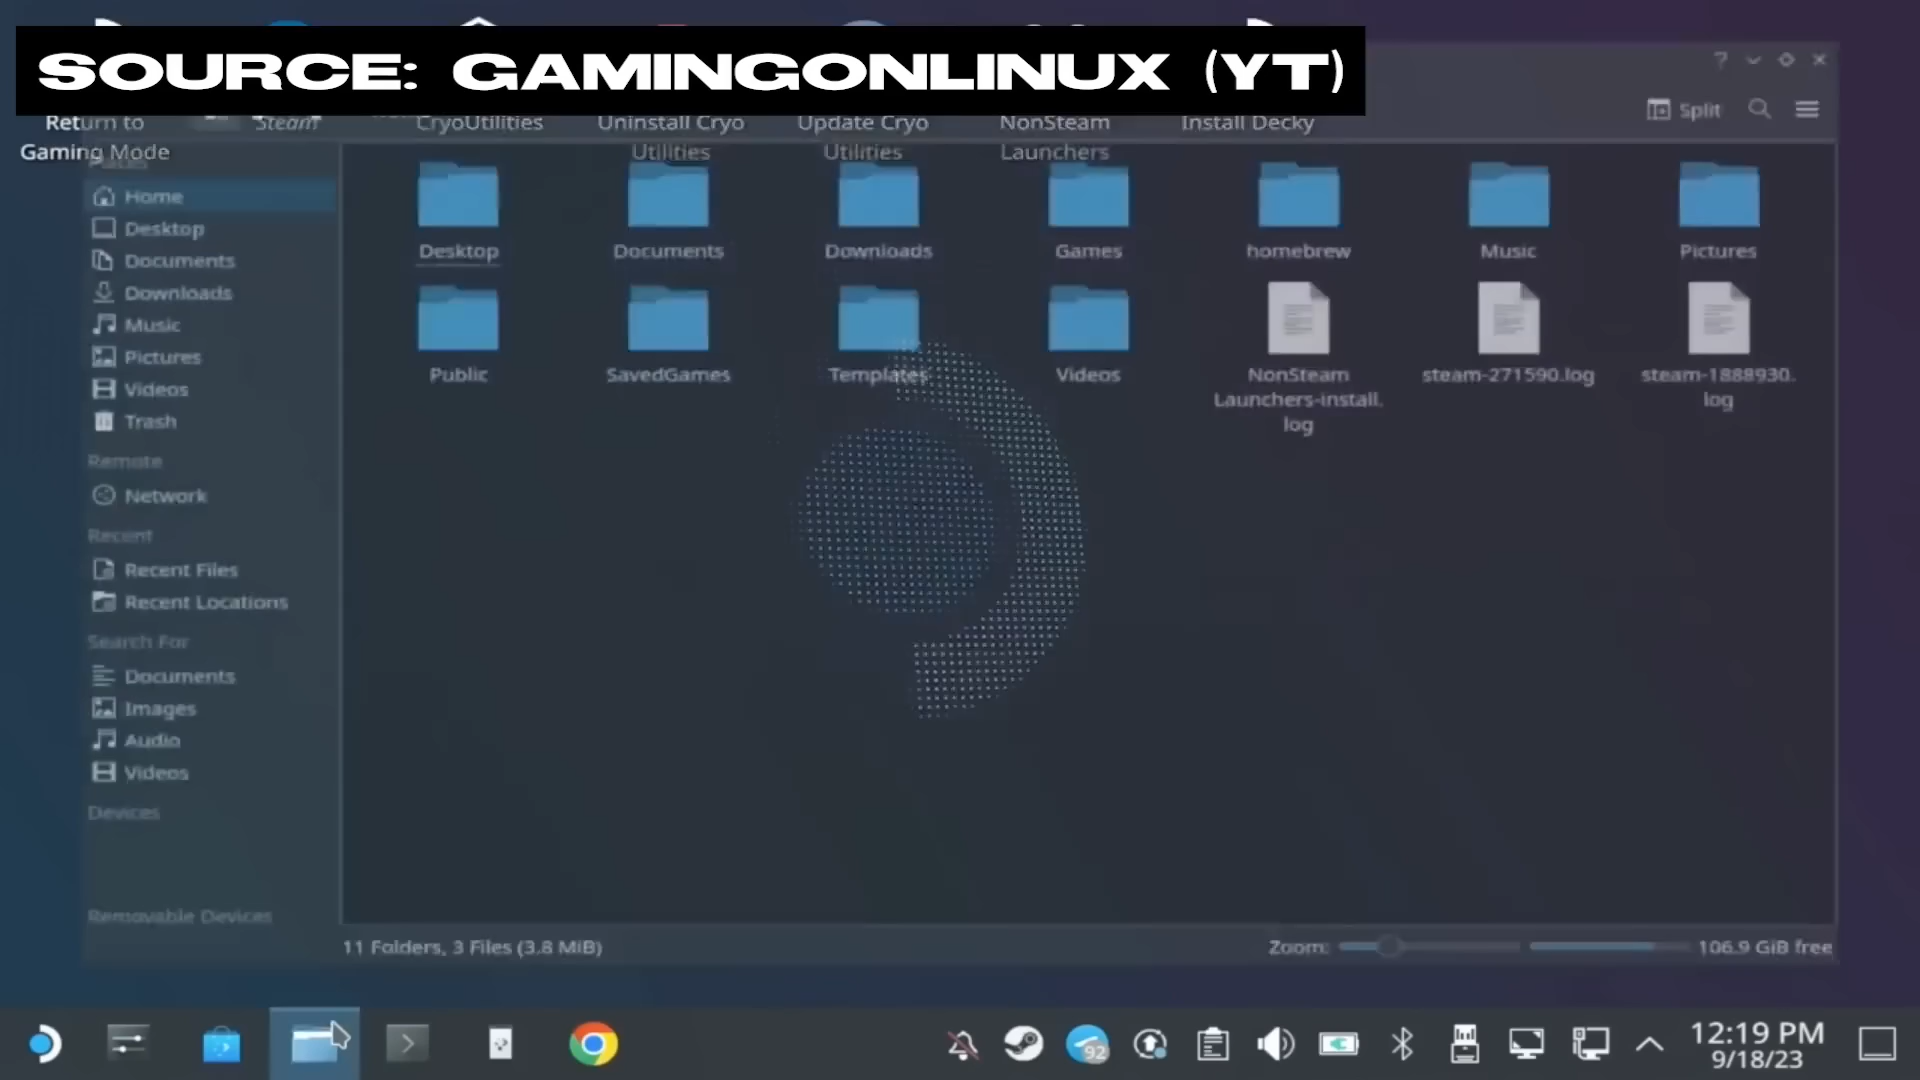 SOURCE: GAMINGONLINUX (YT)
Return to
Gaming Mode
Steam
CryoUtilities
Uninstall Cryo
Utilities
Update Cryo
Utilities
NonSteam
Launchers
Install Decky
Split
Places
Home
Desktop
Documents
Downloads
Music
Pictures
Videos
Trash
Remote
Network
Recent
Recent Files
Recent Locations
Search For
Documents
Images
Audio
Videos
Devices
Removable Devices
Desktop
Documents
Downloads
Games
homebrew
Music
Pictures
Public
SavedGames
Templates
Videos
NonSteam
Launchers-install.
log
steam-271590.log
steam-1888930.
log
11 Folders, 3 Files (3.8 MiB)
Zoom:
106.9 GiB free
92
12:19 PM
9/18/23